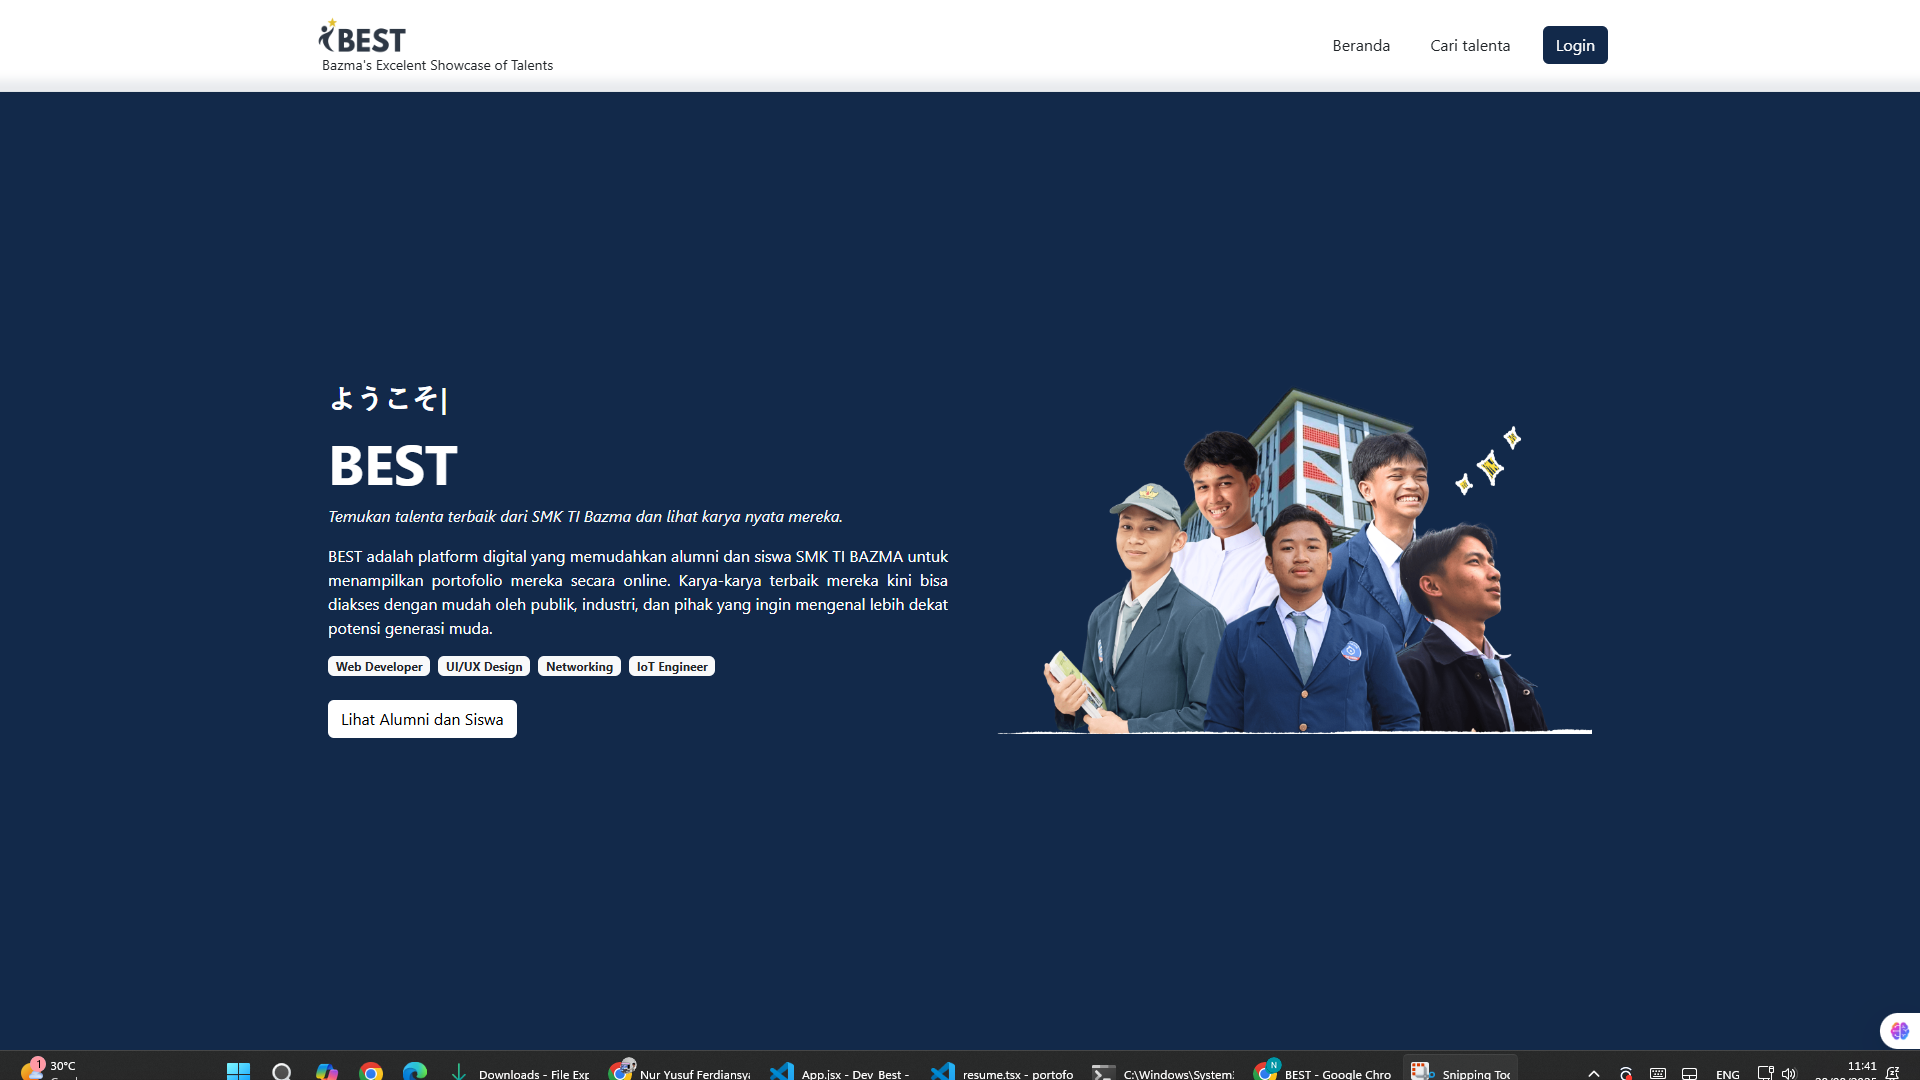 BEST
Bazma's Excelent Showcase of Talents
Beranda
Cari talenta
Login
ようこそ|
BEST
Temukan talenta terbaik dari SMK TI Bazma dan lihat karya nyata mereka.
BEST adalah platform digital yang memudahkan alumni dan siswa SMK TI BAZMA untuk
menampilkan portofolio mereka secara online. Karya-karya terbaik mereka kini bisa
diakses dengan mudah oleh publik, industri, dan pihak yang ingin mengenal lebih dekat
potensi generasi muda.
Web Developer
UI/UX Design
Networking
IoT Engineer
Lihat Alumni dan Siswa
1
30°C
Downloads - File Exp
Nur Yusuf Ferdiansya
App.jsx - Dev_Best -
resume.tsx - portofo
C:\Windows\System3
N
BEST - Google Chro
Snipping Too
ENG
11:41